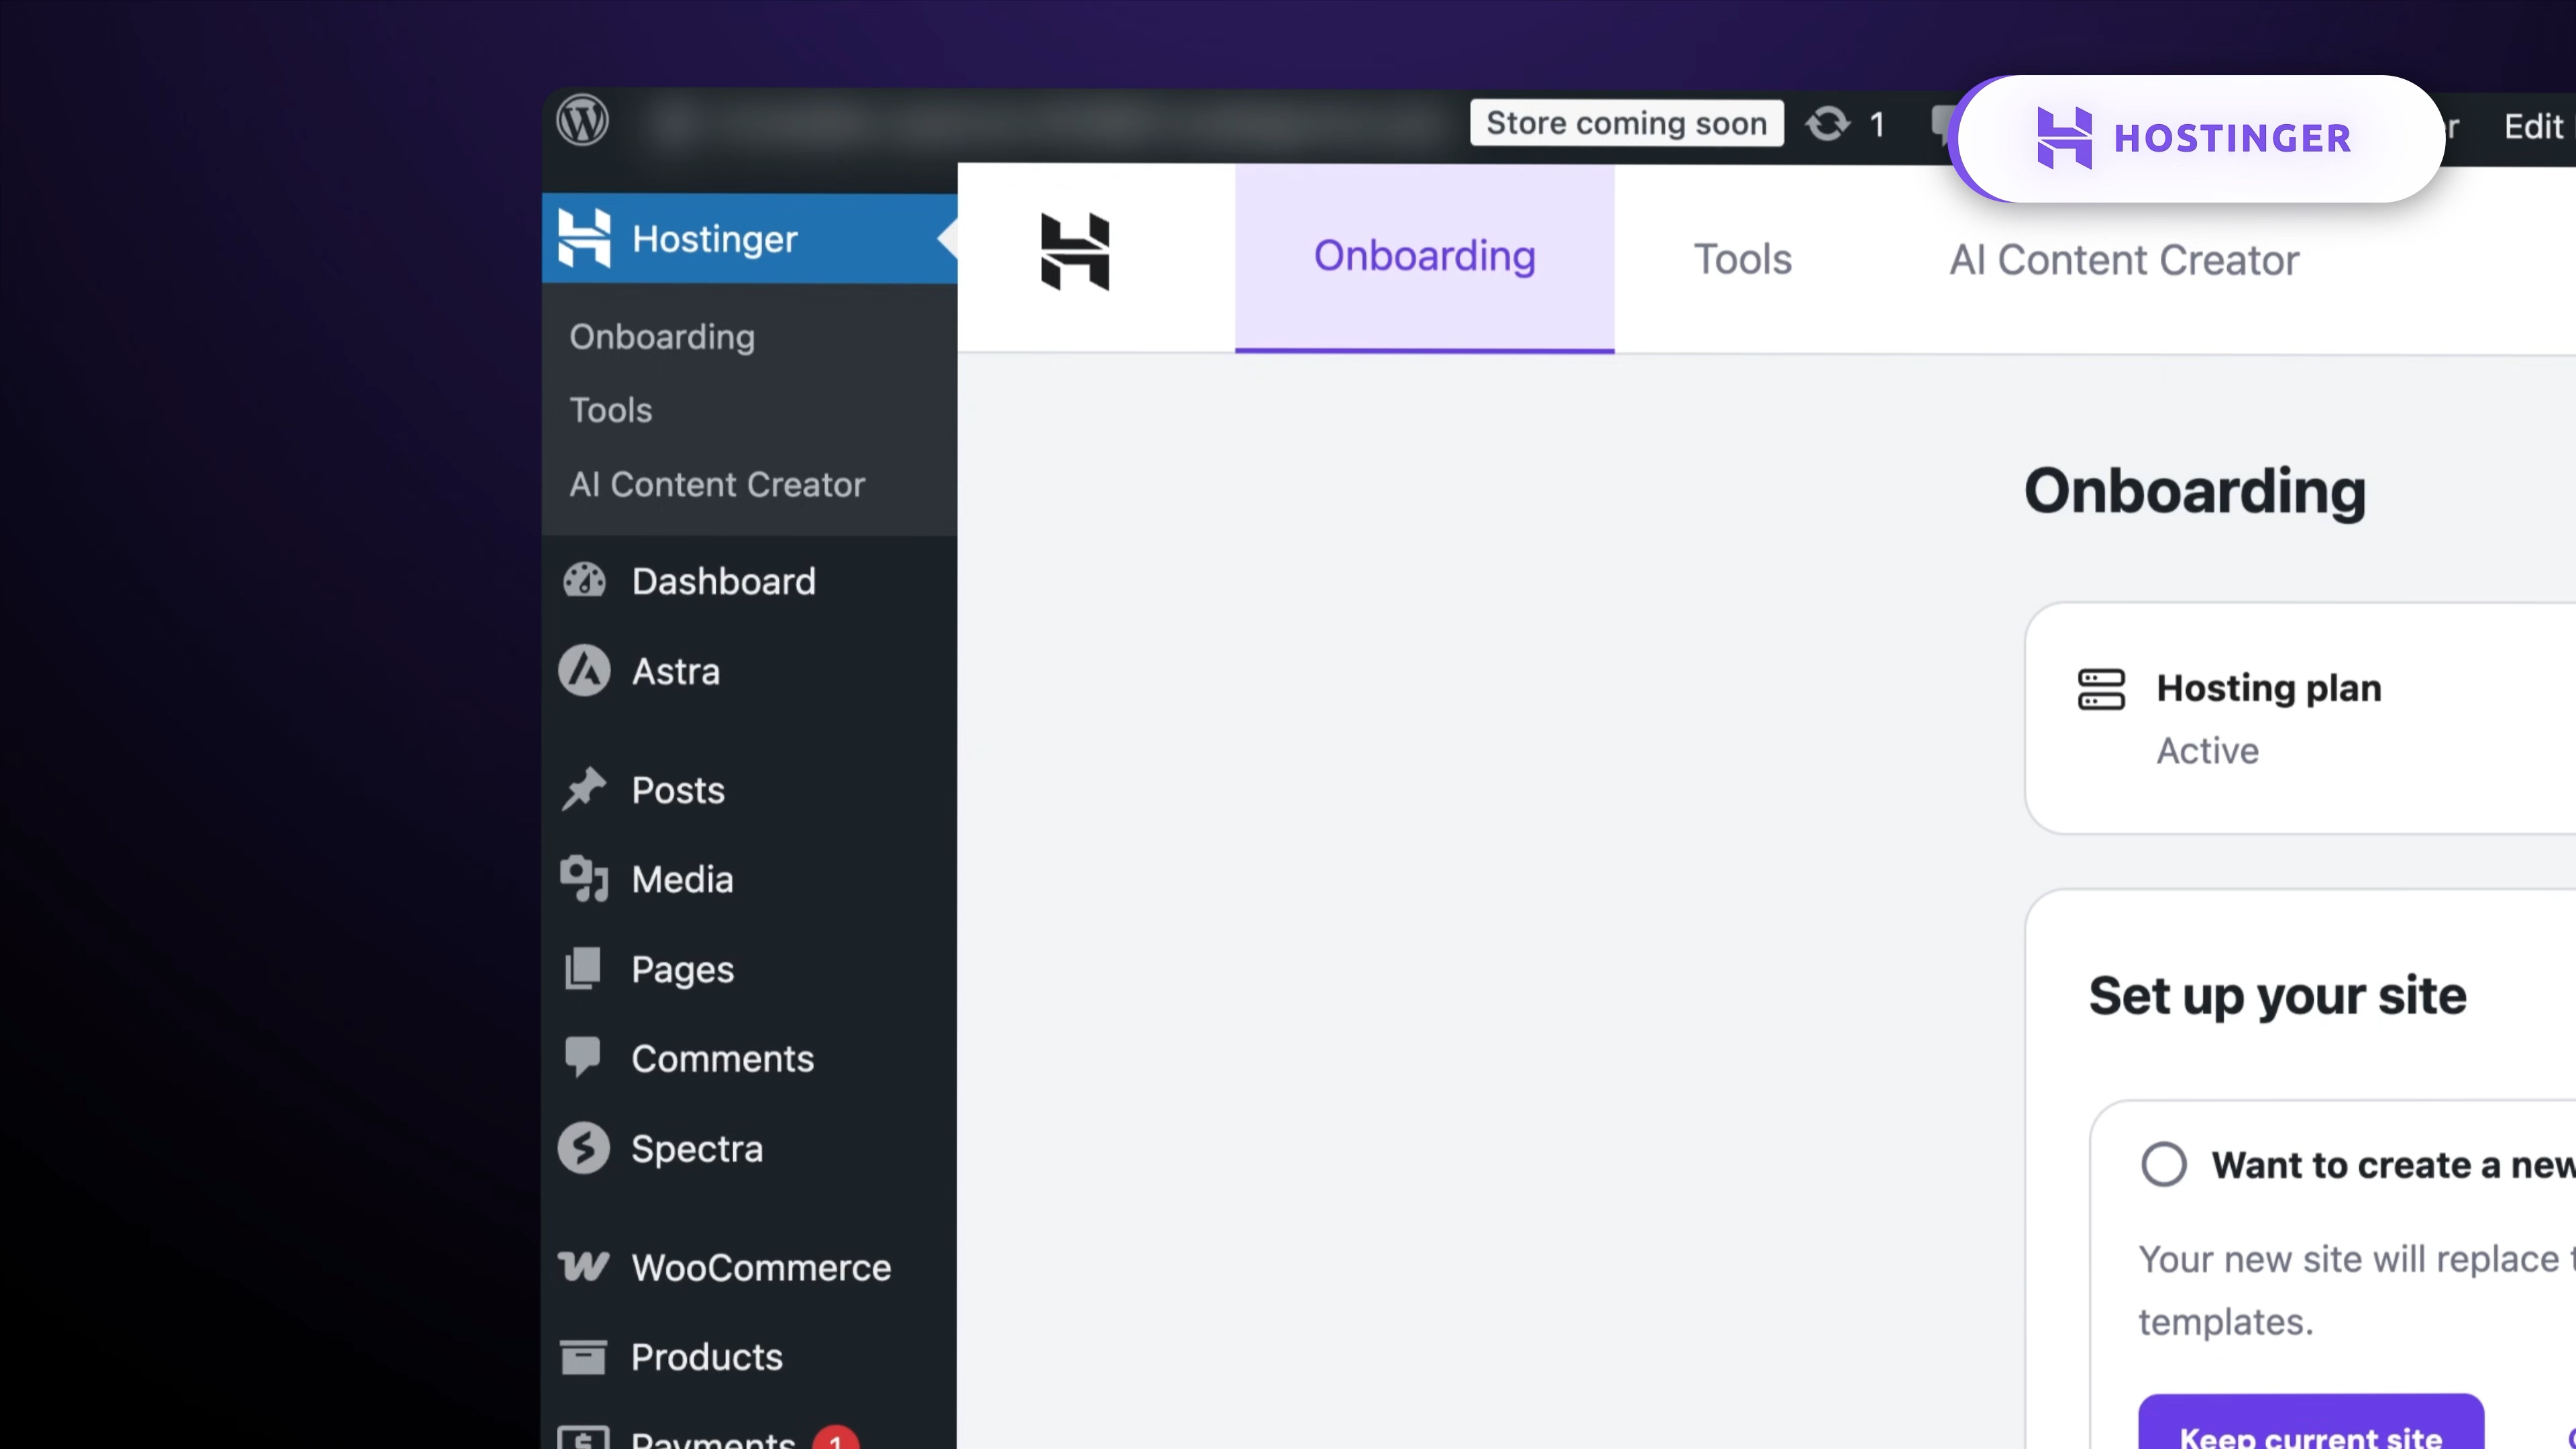 Store coming soon
1
HOSTINGER
Edit
Hostinger
Onboarding
Tools
AI Content Creator
Dashboard
Astra
Posts
Media
Pages
Comments
Spectra
WooCommerce
Products
Payments 1
Onboarding
Tools
AI Content Creator
Onboarding
Hosting plan
Active
Set up your site
Want to create a new
Your new site will replace
templates.
Keep current site